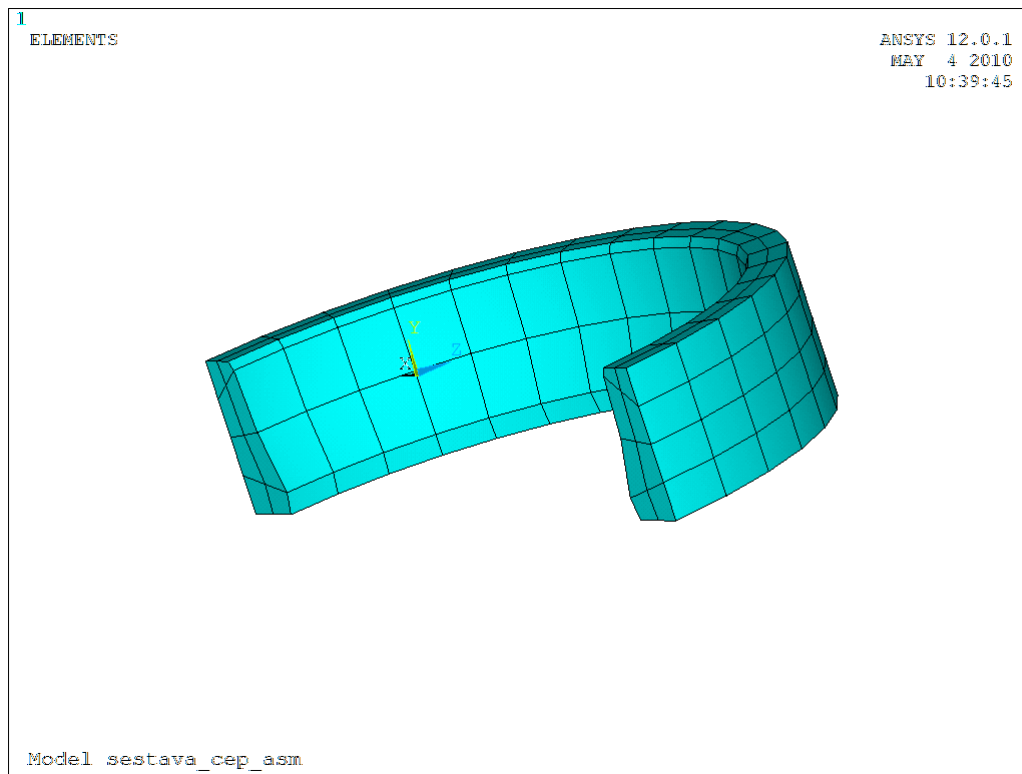 1
ELEMENTS
ANSYS 12.0.1
MAY 4 2010
10:39:45
Y
Z
X
Model sestava_cep_asm